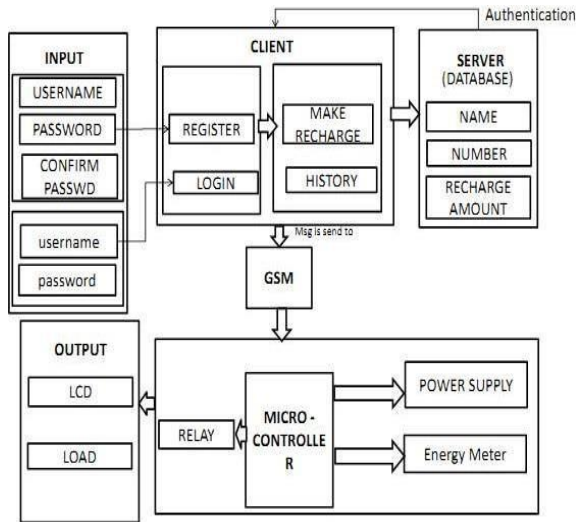 Authentication
INPUT
USERNAME
PASSWORD
CONFIRM
PASSWD
username
password
CLIENT
REGISTER
LOGIN
MAKE
RECHARGE
HISTORY
SERVER
(DATABASE)
NAME
NUMBER
RECHARGE
AMOUNT
Msg is send to
GSM
OUTPUT
LCD
LOAD
RELAY
MICRO -
CONTROLLE
R
POWER SUPPLY
Energy Meter